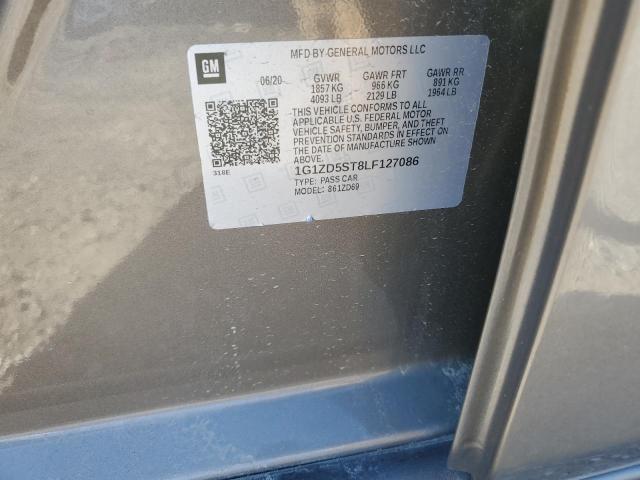 GM
MFD BY GENERAL MOTORS LLC
06/20 GVWR GAWR FRT GAWR RR
1857 KG 966 KG 891 KG
4093 LB 2129 LB 1964 LB
THIS VEHICLE CONFORMS TO ALL
APPLICABLE U.S. FEDERAL MOTOR
VEHICLE SAFETY, BUMPER, AND THEFT
PREVENTION STANDARDS IN EFFECT ON
THE DATE OF MANUFACTURE SHOWN
ABOVE.
318E
1G1ZD5ST8LF127086
TYPE: PASS CAR
MODEL: 861ZD69